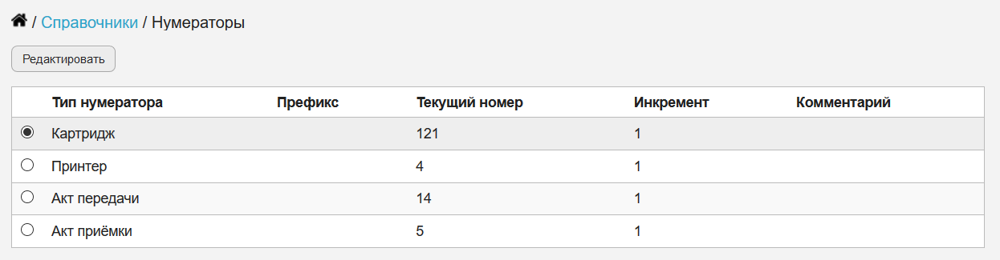 / Справочники / Нумераторы
Редактировать
Тип нумератора Префикс Текущий номер Инкремент Комментарий
Картридж 121 1
Принтер 4 1
Акт передачи 14 1
Акт приёмки 5 1